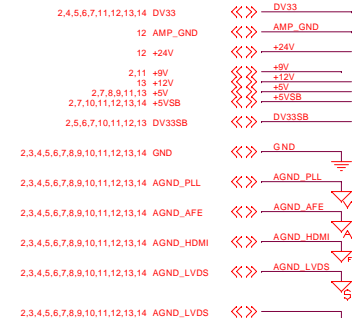 2,4,5,6,7,11,12,13,14 DV33 DV33
12 AMP_GND AMP_GND
12 +24V +24V
2,11 +9V +9V
13 +12V +12V
2,7,8,9,11,13 +5V +5V
2,7,10,11,12,13,14 +5VSB +5VSB
2,5,6,7,10,11,12,13 DV33SB DV33SB
2,3,4,5,6,7,8,9,10,11,12,13,14 GND GND
2,3,4,5,6,7,8,9,10,11,12,13,14 AGND_PLL AGND_PLL
2,3,4,5,6,7,8,9,10,11,12,13,14 AGND_AFE AGND_AFE
A
2,3,4,5,6,7,8,9,10,11,12,13,14 AGND_HDMI AGND_HDMI
2,3,4,5,6,7,8,9,10,11,12,13,14 AGND_LVDS AGND_LVDS
2,3,4,5,6,7,8,9,10,11,12,13,14 AGND_LVDS